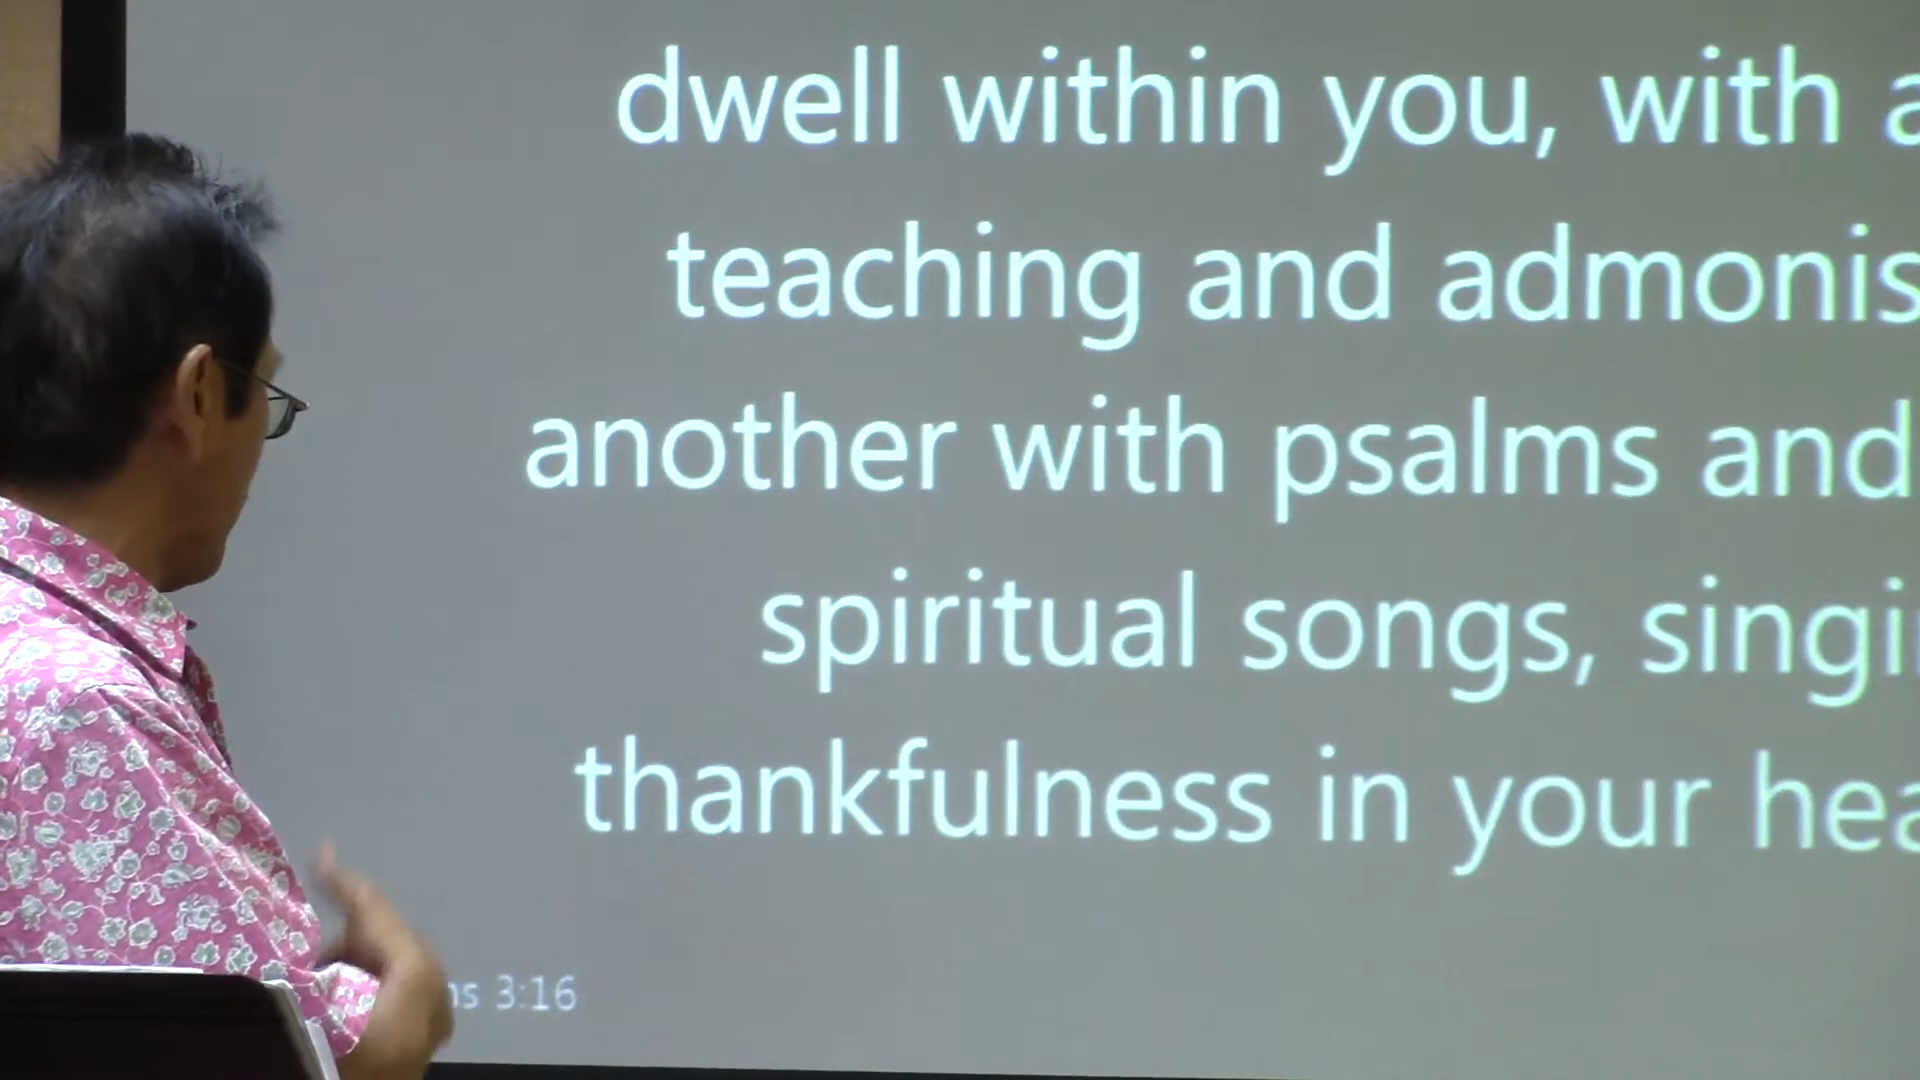 dwell within you, with
teaching and admonis
another with psalms and
spiritual songs, singi
thankfulness in your hea
ns 3:16